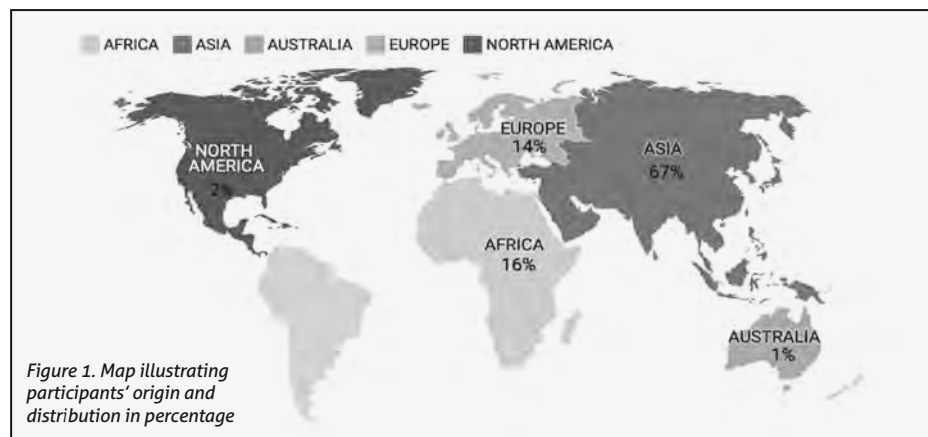 AFRICA ASIA AUSTRALIA EUROPE NORTH AMERICA
EUROPE
14%
NORTH
AMERICA
2%
ASIA
67%
AFRICA
16%
AUSTRALIA
1%
Figure 1. Map illustrating
participants' origin and
distribution in percentage